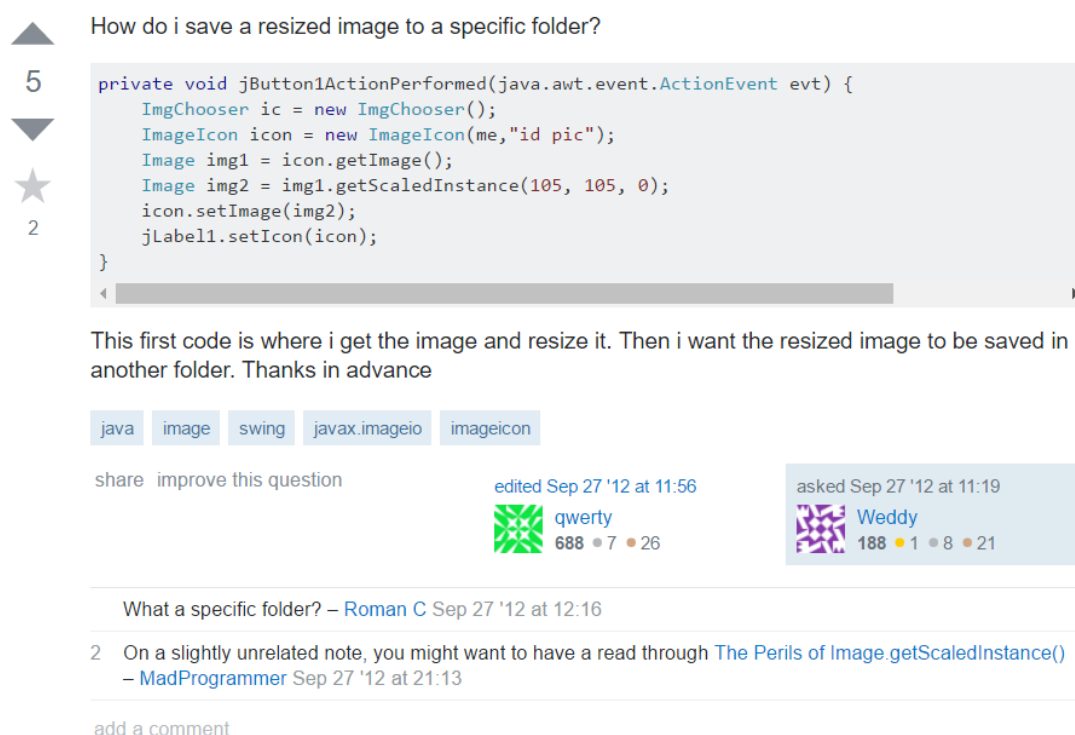 How do i save a resized image to a specific folder?
5
private void jButton1ActionPerformed(java.awt.event.ActionEvent evt) {
    ImgChooser ic = new ImgChooser();
    ImageIcon icon = new ImageIcon(me,"id pic");
    Image img1 = icon.getImage();
    Image img2 = img1.getScaledInstance(105, 105, 0);
    icon.setImage(img2);
    jLabel1.setIcon(icon);
}
2
This first code is where i get the image and resize it. Then i want the resized image to be saved in
another folder. Thanks in advance
java image swing javax.imageio imageicon
share improve this question
edited Sep 27 '12 at 11:56
qwerty
688 ●7 ●26
asked Sep 27 '12 at 11:19
Weddy
188 ●1 ●8 ●21
What a specific folder? – Roman C Sep 27 '12 at 12:16
2 On a slightly unrelated note, you might want to have a read through The Perils of Image.getScaledInstance()
– MadProgrammer Sep 27 '12 at 21:13
add a comment